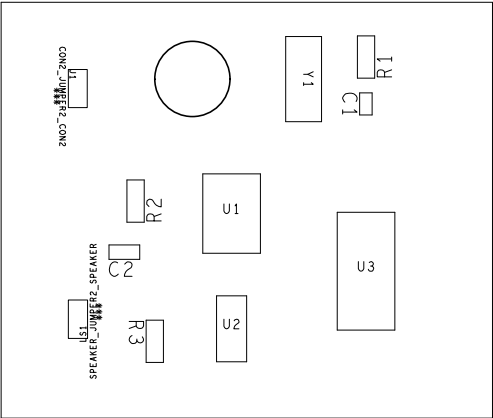 J1
***
CON2_JUMPER2_CON2
Y1
R1
C1
R2
U1
C2
U3
SPEAKER_JUMPER2_SPEAKER
***
LS1
R3
U2